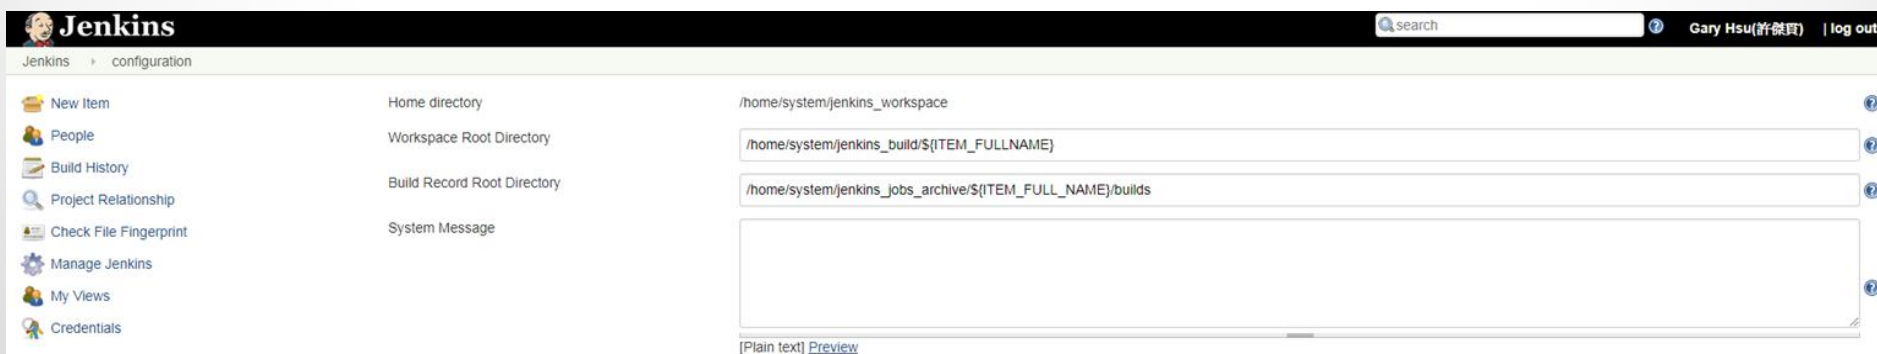 Jenkins
search
Gary Hsu(許傑頁) | log out
Jenkins configuration
New Item
People
Build History
Project Relationship
Check File Fingerprint
Manage Jenkins
My Views
Credentials
Home directory /home/system/jenkins_workspace
Workspace Root Directory /home/system/jenkins_build/${ITEM_FULLNAME}
Build Record Root Directory /home/system/jenkins_jobs_archive/${ITEM_FULL_NAME}/builds
System Message
[Plain text] Preview